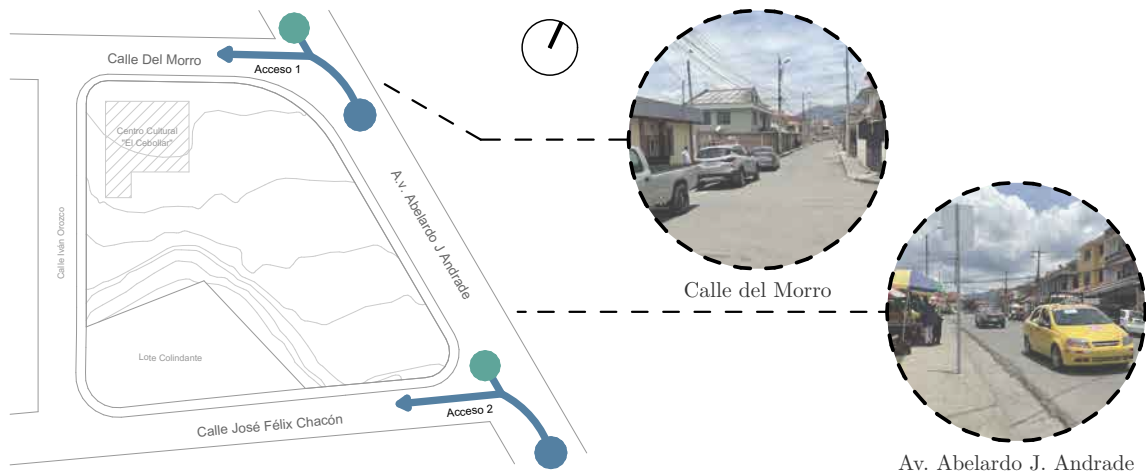 Calle Del Morro
Acceso 1
Centro Cultural
"El Cebollar"
Calle Iván Orozco
A.v. Abelardo J Andrade
Lote Colindante
Acceso 2
Calle José Félix Chacón
Calle del Morro
Av. Abelardo J. Andrade